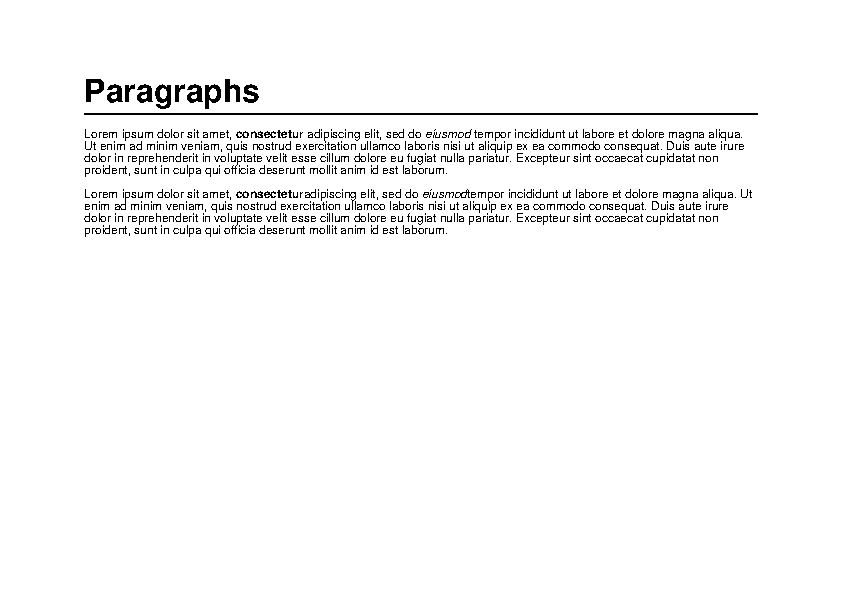 Paragraphs
Lorem ipsum dolor sit amet, consectetur adipiscing elit, sed do eiusmod tempor incididunt ut labore et dolore magna aliqua.
Ut enim ad minim veniam, quis nostrud exercitation ullamco laboris nisi ut aliquip ex ea commodo consequat. Duis aute irure
dolor in reprehenderit in voluptate velit esse cillum dolore eu fugiat nulla pariatur. Excepteur sint occaecat cupidatat non
proident, sunt in culpa qui officia deserunt mollit anim id est laborum.
Lorem ipsum dolor sit amet, consecteturadipiscing elit, sed do eiusmodtempor incididunt ut labore et dolore magna aliqua. Ut
enim ad minim veniam, quis nostrud exercitation ullamco laboris nisi ut aliquip ex ea commodo consequat. Duis aute irure
dolor in reprehenderit in voluptate velit esse cillum dolore eu fugiat nulla pariatur. Excepteur sint occaecat cupidatat non
proident, sunt in culpa qui officia deserunt mollit anim id est laborum.